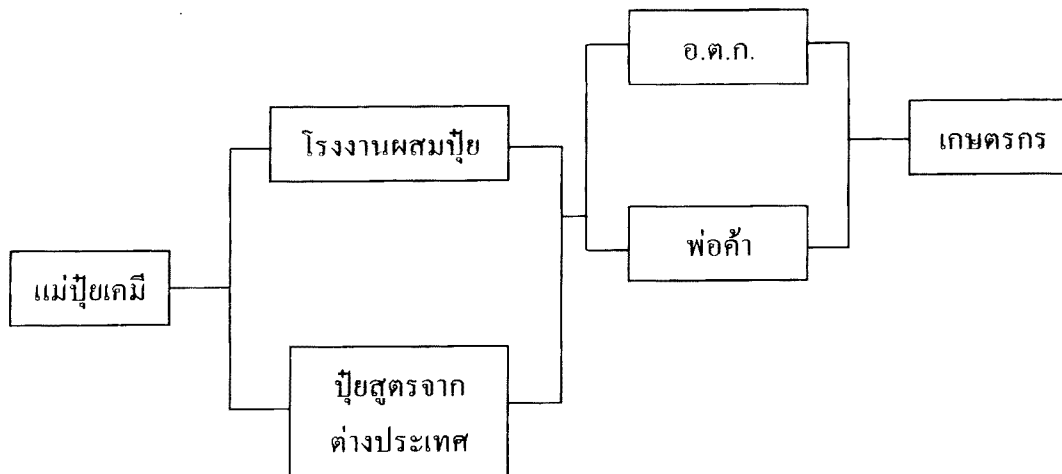 แม่ปุ๋ยเคมี
โรงงานผสมปุ๋ย
ปุ๋ยสูตรจาก
ต่างประเทศ
อ.ต.ก.
พ่อค้า
เกษตรกร